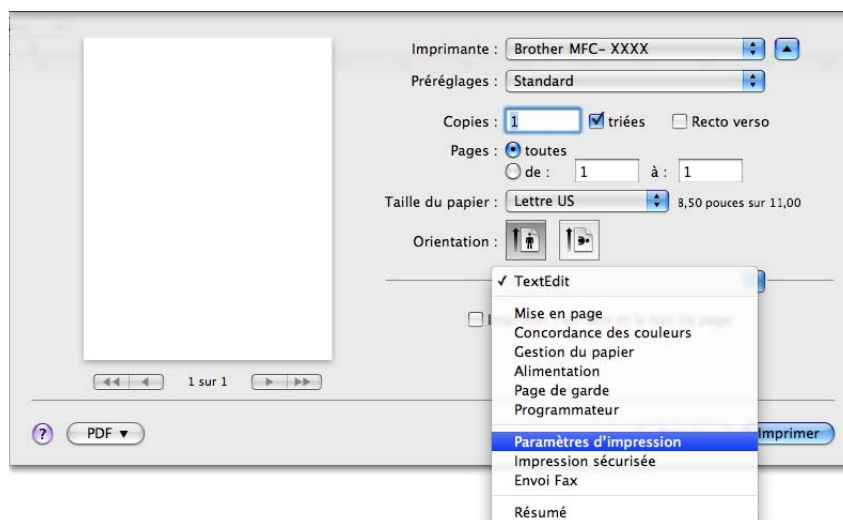 Imprimante : Brother MFC- XXXX
Préréglages : Standard
Copies : 1 triées Recto verso
Pages : toutes
de : 1 à : 1
Taille du papier : Lettre US 8,50 pouces sur 11,00
Orientation :
✓ TextEdit
Mise en page
Concordance des couleurs
Gestion du papier
Alimentation
Page de garde
Programmateur
Paramètres d'impression
Impression sécurisée
Envoi Fax
Résumé
1 sur 1
? PDF ▼
Imprimer